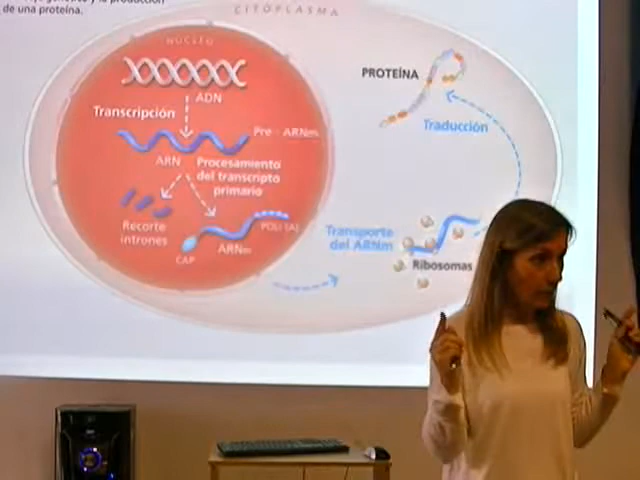 de una proteína.
CITOPLASMA
NÚCLEO
ADN
Transcripción
Pre - ARNm
ARN
Procesamiento
del transcripto
primario
Recorte
intrones
CAP
ARNm
POLI (A)
PROTEÍNA
Traducción
Transporte
del ARNm
Ribosomas